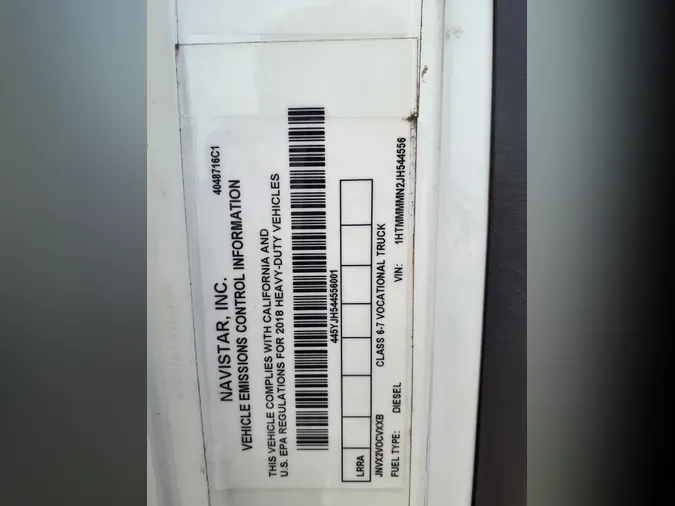 4048716C1
NAVISTAR, INC.
VEHICLE EMISSIONS CONTROL INFORMATION
THIS VEHICLE COMPLIES WITH CALIFORNIA AND
U.S. EPA REGULATIONS FOR 2018 HEAVY-DUTY VEHICLES
445YJH544556001
LRRA
JNVX2VOCVXXB CLASS 6-7 VOCATIONAL TRUCK
FUEL TYPE: DIESEL VIN: 1HTMMMMN2JH544556